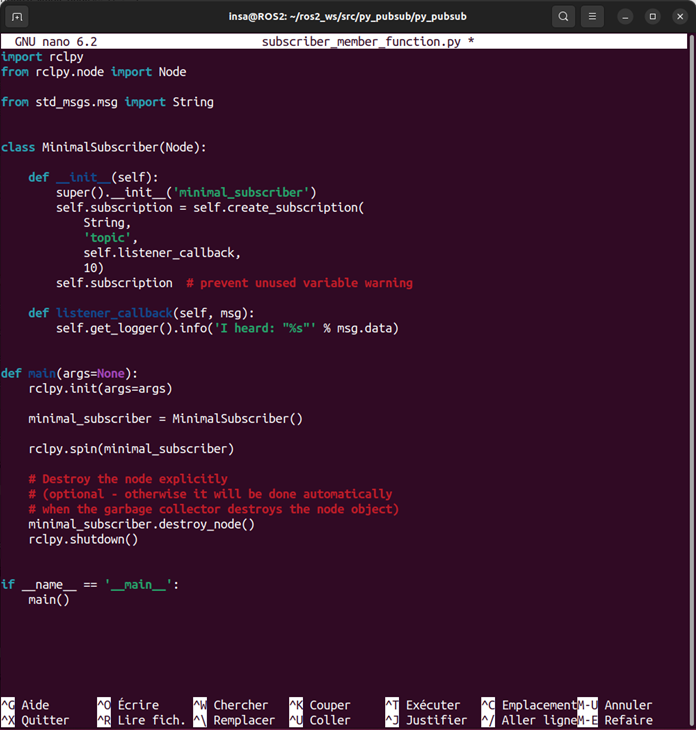 insa@ROS2: ~/ros2_ws/src/py_pubsub/py_pubsub
GNU nano 6.2 subscriber_member_function.py *
import rclpy
from rclpy.node import Node

from std_msgs.msg import String


class MinimalSubscriber(Node):

    def __init__(self):
        super().__init__('minimal_subscriber')
        self.subscription = self.create_subscription(
            String,
            'topic',
            self.listener_callback,
            10)
        self.subscription  # prevent unused variable warning

    def listener_callback(self, msg):
        self.get_logger().info('I heard: "%s"' % msg.data)


def main(args=None):
    rclpy.init(args=args)

    minimal_subscriber = MinimalSubscriber()

    rclpy.spin(minimal_subscriber)

    # Destroy the node explicitly
    # (optional - otherwise it will be done automatically
    # when the garbage collector destroys the node object)
    minimal_subscriber.destroy_node()
    rclpy.shutdown()


if __name__ == '__main__':
    main()

^G Aide ^O Écrire ^W Chercher ^K Couper ^T Exécuter ^C Emplacement M-U Annuler
^X Quitter ^R Lire fich. ^\ Remplacer ^U Coller ^J Justifier ^/ Aller ligne M-E Refaire